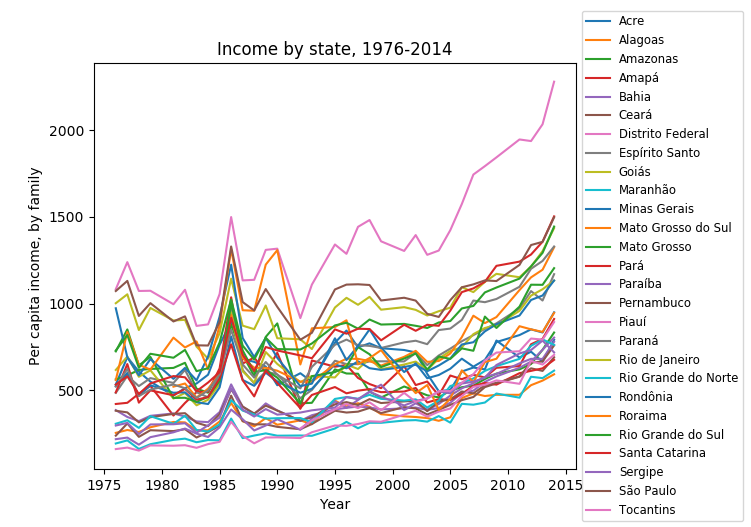 Income by state, 1976-2014
Per capita income, by family
2000
1500
1000
500
1975
1980
1985
1990
1995
2000
2005
2010
2015
Year
Acre
Alagoas
Amazonas
Amapá
Bahia
Ceará
Distrito Federal
Espírito Santo
Goiás
Maranhão
Minas Gerais
Mato Grosso do Sul
Mato Grosso
Pará
Paraíba
Pernambuco
Piauí
Paraná
Rio de Janeiro
Rio Grande do Norte
Rondônia
Roraima
Rio Grande do Sul
Santa Catarina
Sergipe
São Paulo
Tocantins